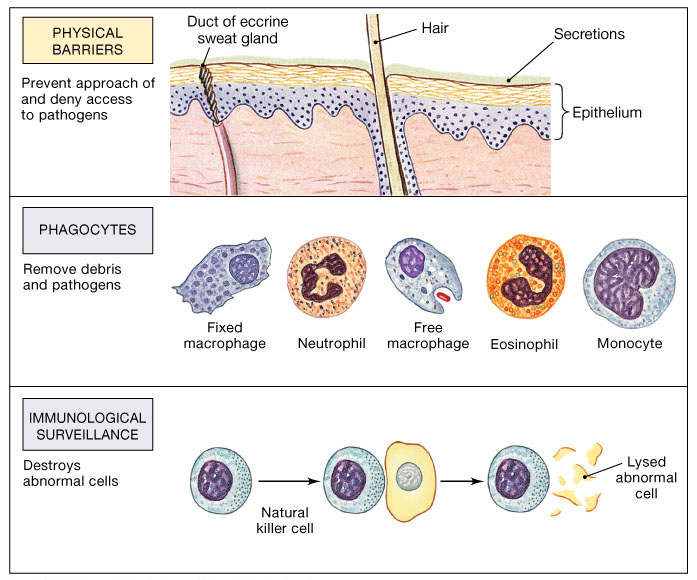 PHYSICAL
BARRIERS
Prevent approach of
and deny access
to pathogens
Duct of eccrine
sweat gland
Hair
Secretions
Epithelium
PHAGOCYTES
Remove debris
and pathogens
Fixed
macrophage
Neutrophil
Free
macrophage
Eosinophil
Monocyte
IMMUNOLOGICAL
SURVEILLANCE
Destroys
abnormal cells
Natural
killer cell
Lysed
abnormal
cell